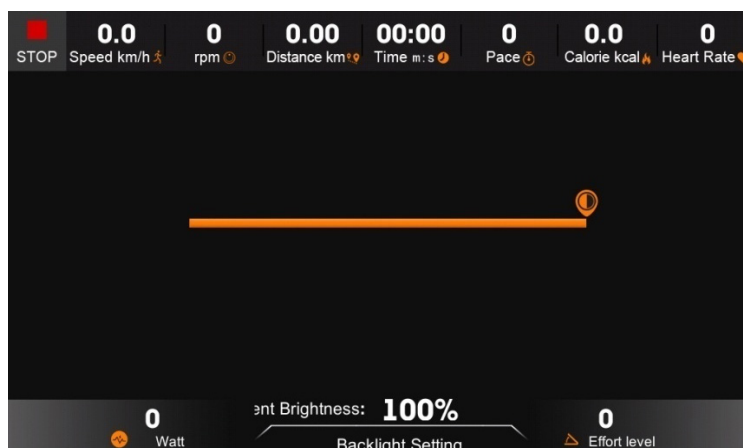 0.0 0 0.00 00:00 0 0.0 0
STOP Speed km/h rpm Distance km Time m:s Pace Calorie kcal Heart Rate
0 Brightness: 100% 0
Watt Backlight Setting Effort level